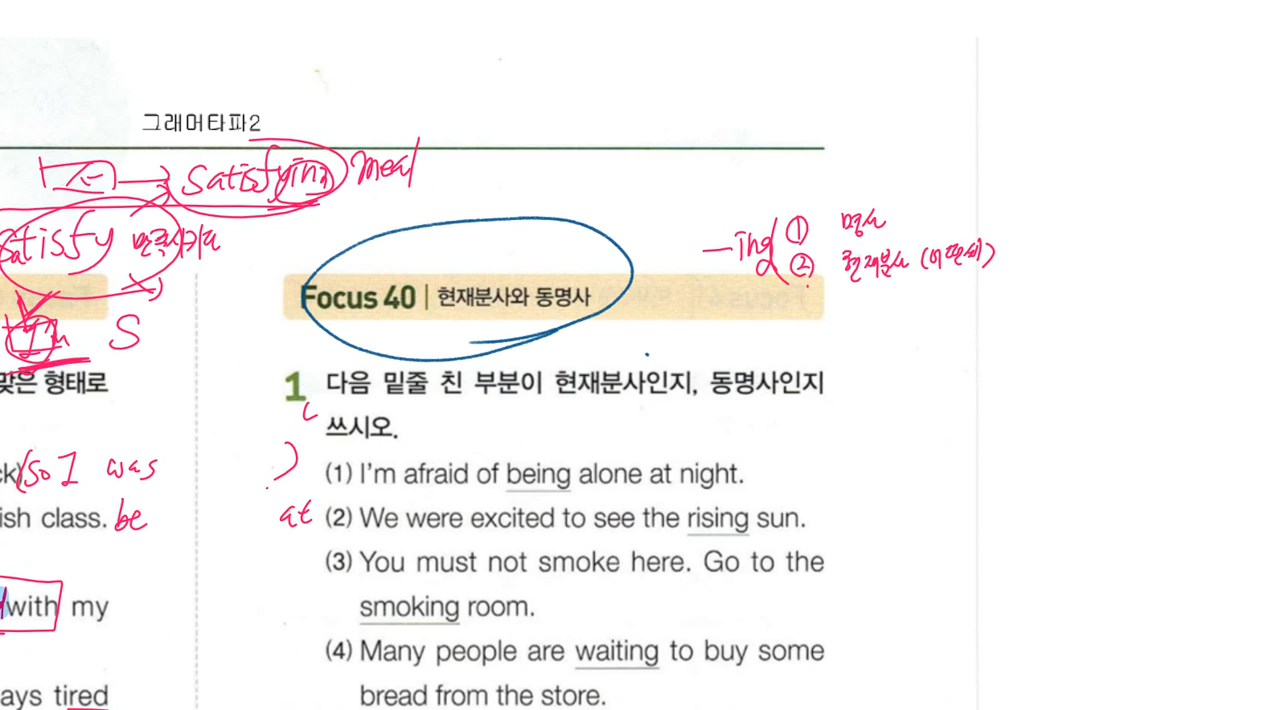 그래머타파2
satisfying meal
satisfy 만족시키다
-ing ① 명사
② 현재분사 (어떤 상태)
Focus 40 | 현재분사와 동명사
S
맞은 형태로
1 다음 밑줄 친 부분이 현재분사인지, 동명사인지
쓰시오.
(so I was
ish class. be
with my
ays tired
(1) I'm afraid of being alone at night.
at (2) We were excited to see the rising sun.
(3) You must not smoke here. Go to the
smoking room.
(4) Many people are waiting to buy some
bread from the store.